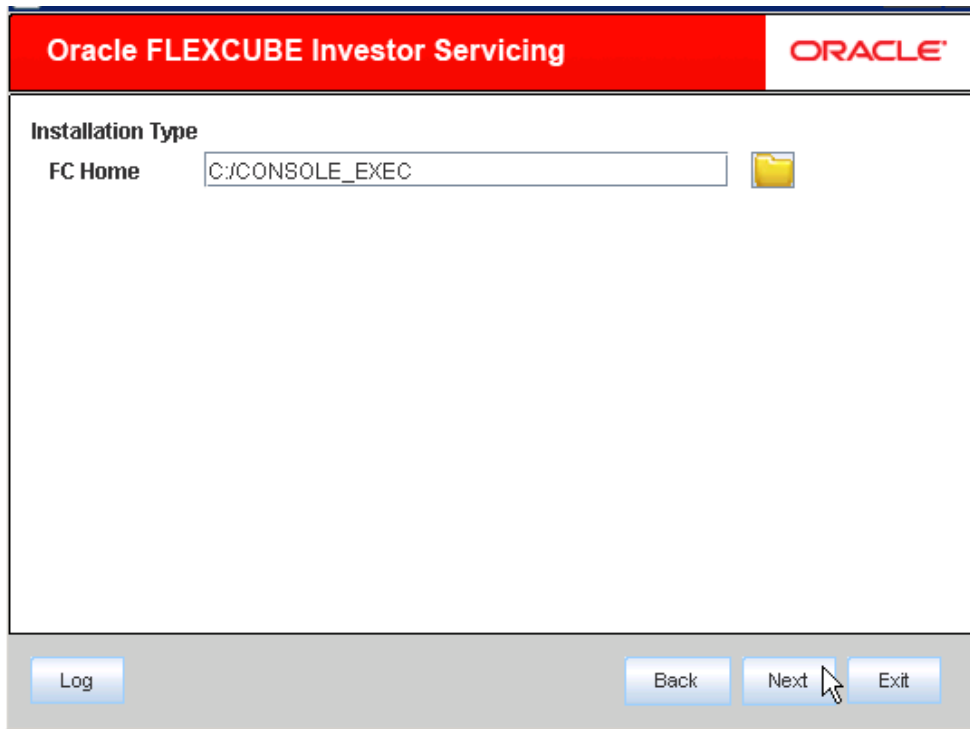 Oracle FLEXCUBE Investor Servicing
ORACLE
Installation Type
FC Home C:/CONSOLE_EXEC
Log Back Next Exit